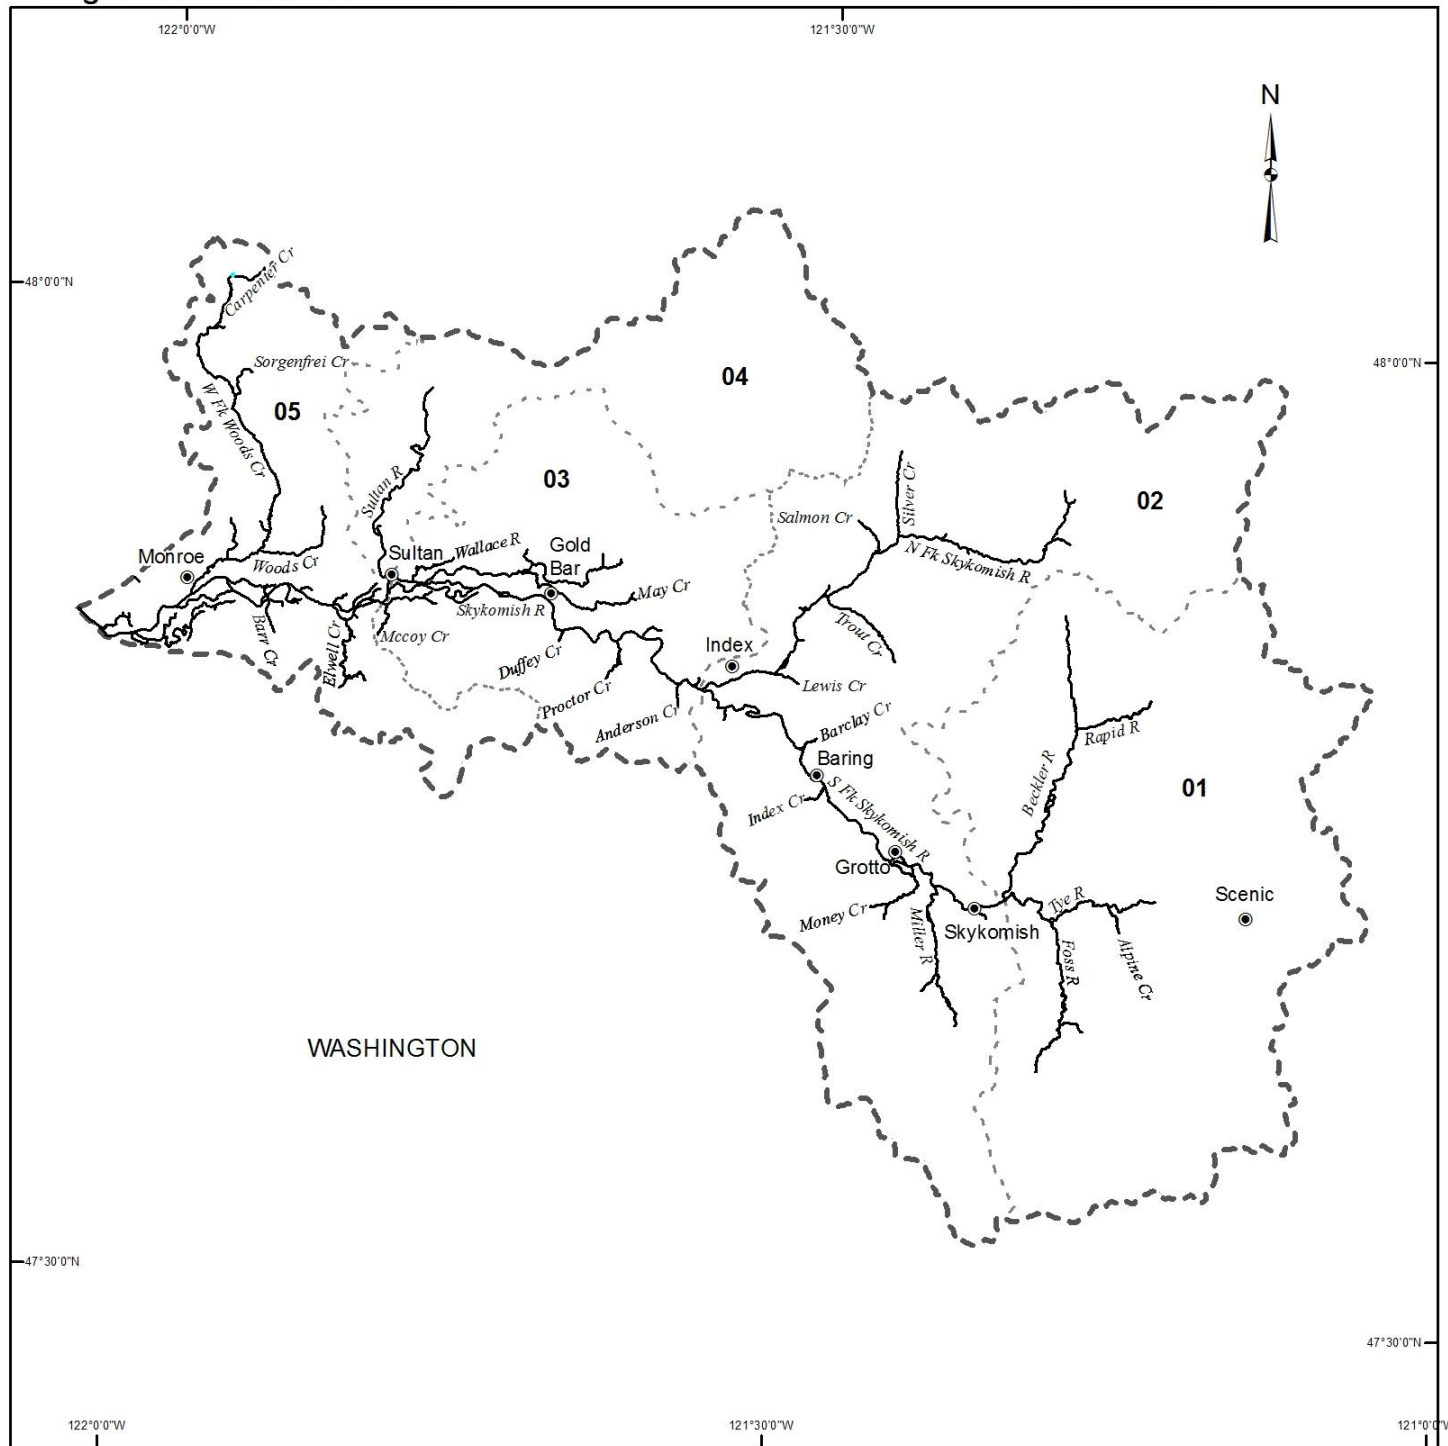 122°0'0"W
121°30'0"W
N
48°0'0"N
48°0'0"N
Carpenter Cr
Sorgenfrei Cr
04
05
W Fk Woods Cr
03
Sultan R
Silver Cr
02
Salmon Cr
N Fk Skykomish R
Monroe
Woods Cr
Sultan
Wallace R
Gold
Bar
May Cr
Skykomish R
Barr Cr
Elwell Cr
Mccoy Cr
Duffey Cr
Proctor Cr
Anderson Cr
Index
Trout Cr
Lewis Cr
Barclay Cr
Baring
Index Cr
S Fk Skykomish R
Rapid R
Beckler R
01
Grotto
Money Cr
Miller R
Skykomish
Tye R
Foss R
Alpine Cr
Scenic
WASHINGTON
47°30'0"N
47°30'0"N
122°0'0"W
121°30'0"W
121°0'0"W